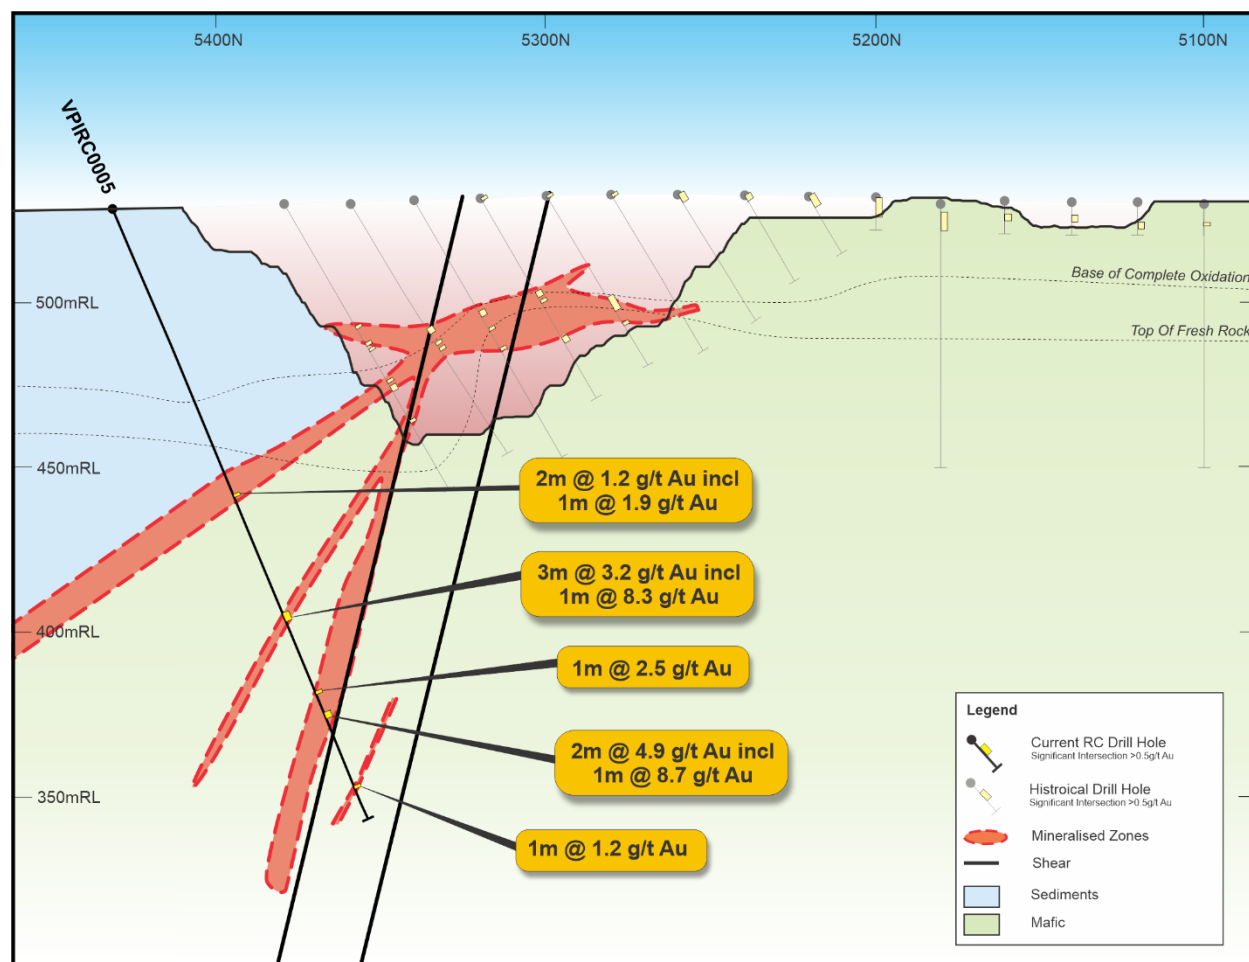 5400N
5300N
5200N
5100N
VPIRC0005
500mRL
Base of Complete Oxidation
Top Of Fresh Rock
450mRL
2m @ 1.2 g/t Au incl
1m @ 1.9 g/t Au
3m @ 3.2 g/t Au incl
1m @ 8.3 g/t Au
400mRL
1m @ 2.5 g/t Au
2m @ 4.9 g/t Au incl
1m @ 8.7 g/t Au
350mRL
1m @ 1.2 g/t Au
Legend
Current RC Drill Hole
Significant Intersection >0.5g/t Au
Histroical Drill Hole
Significant Intersection >0.5g/t Au
Mineralised Zones
Shear
Sediments
Mafic